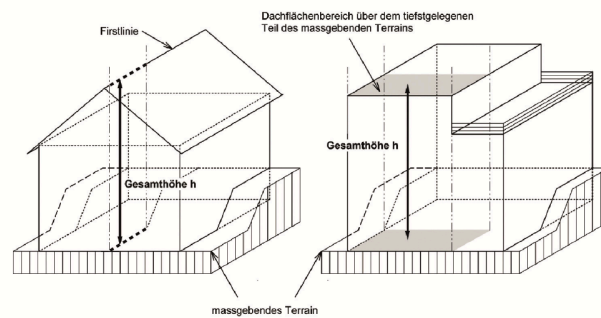 Firstlinie
Dachflächenbereich über dem tiefstgelegenen
Teil des massgebenden Terrains
Gesamthöhe h
Gesamthöhe h
massgebendes Terrain